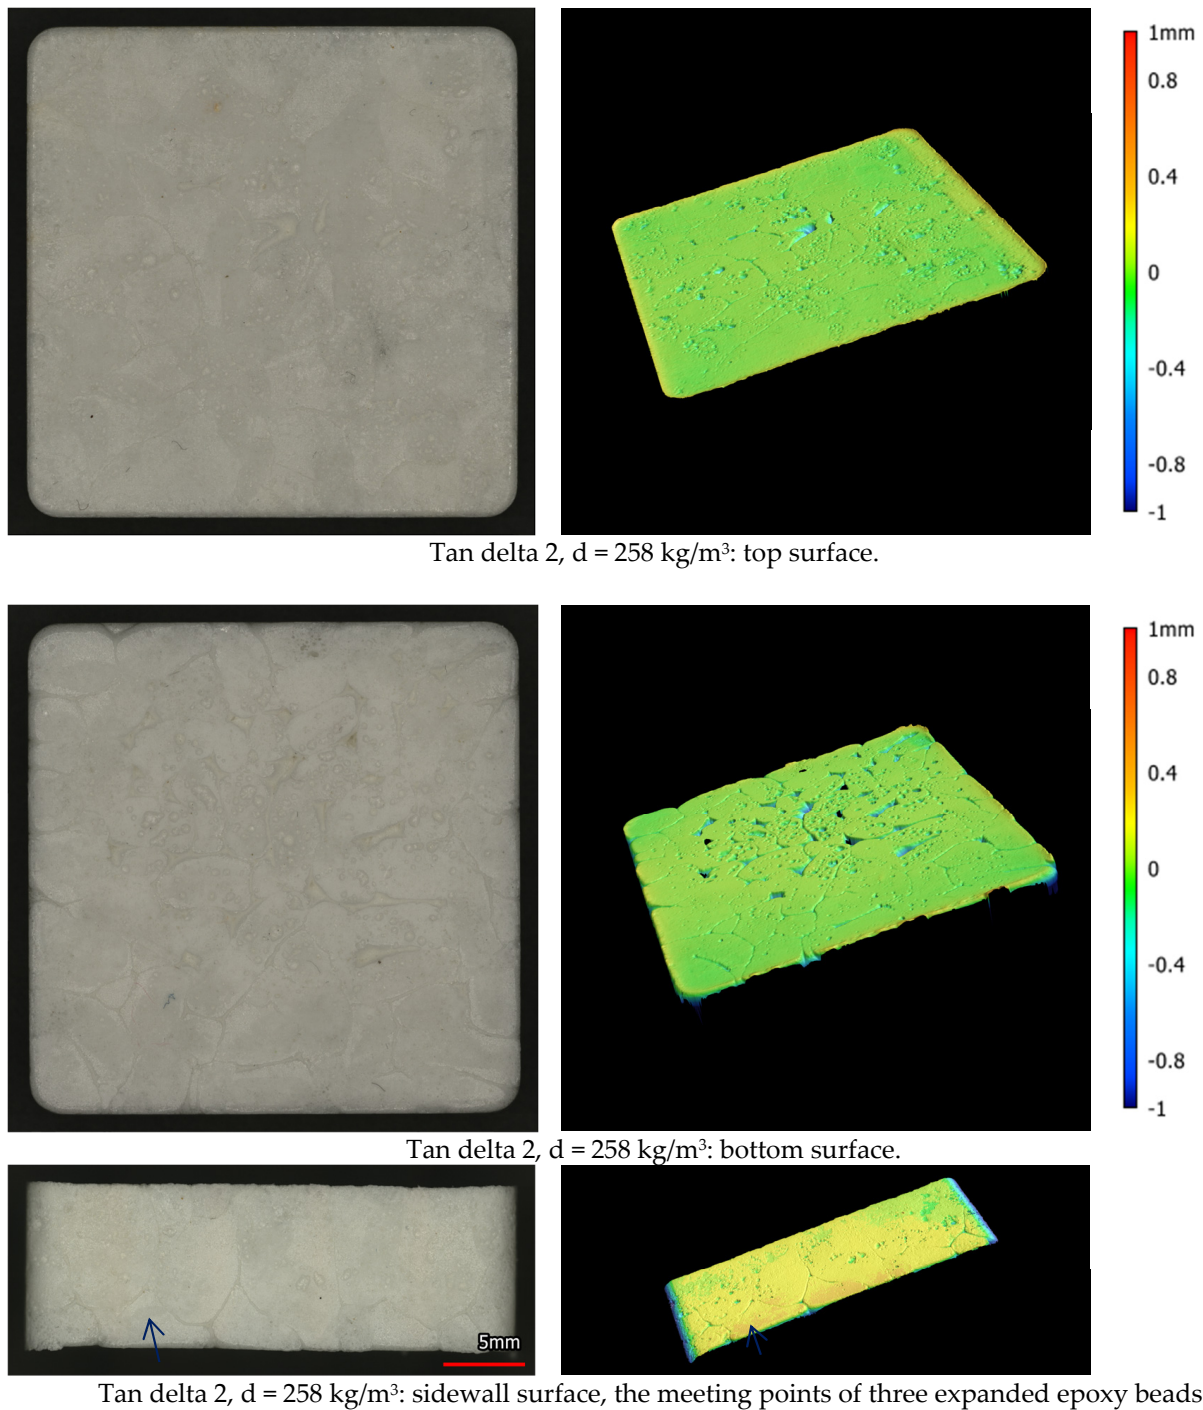 1mm
0.8
0.4
0
-0.4
-0.8
-1
Tan delta 2, d = 258 kg/m³: top surface.
1mm
0.8
0.4
0
-0.4
-0.8
-1
Tan delta 2, d = 258 kg/m³: bottom surface.
5mm
Tan delta 2, d = 258 kg/m³: sidewall surface, the meeting points of three expanded epoxy beads